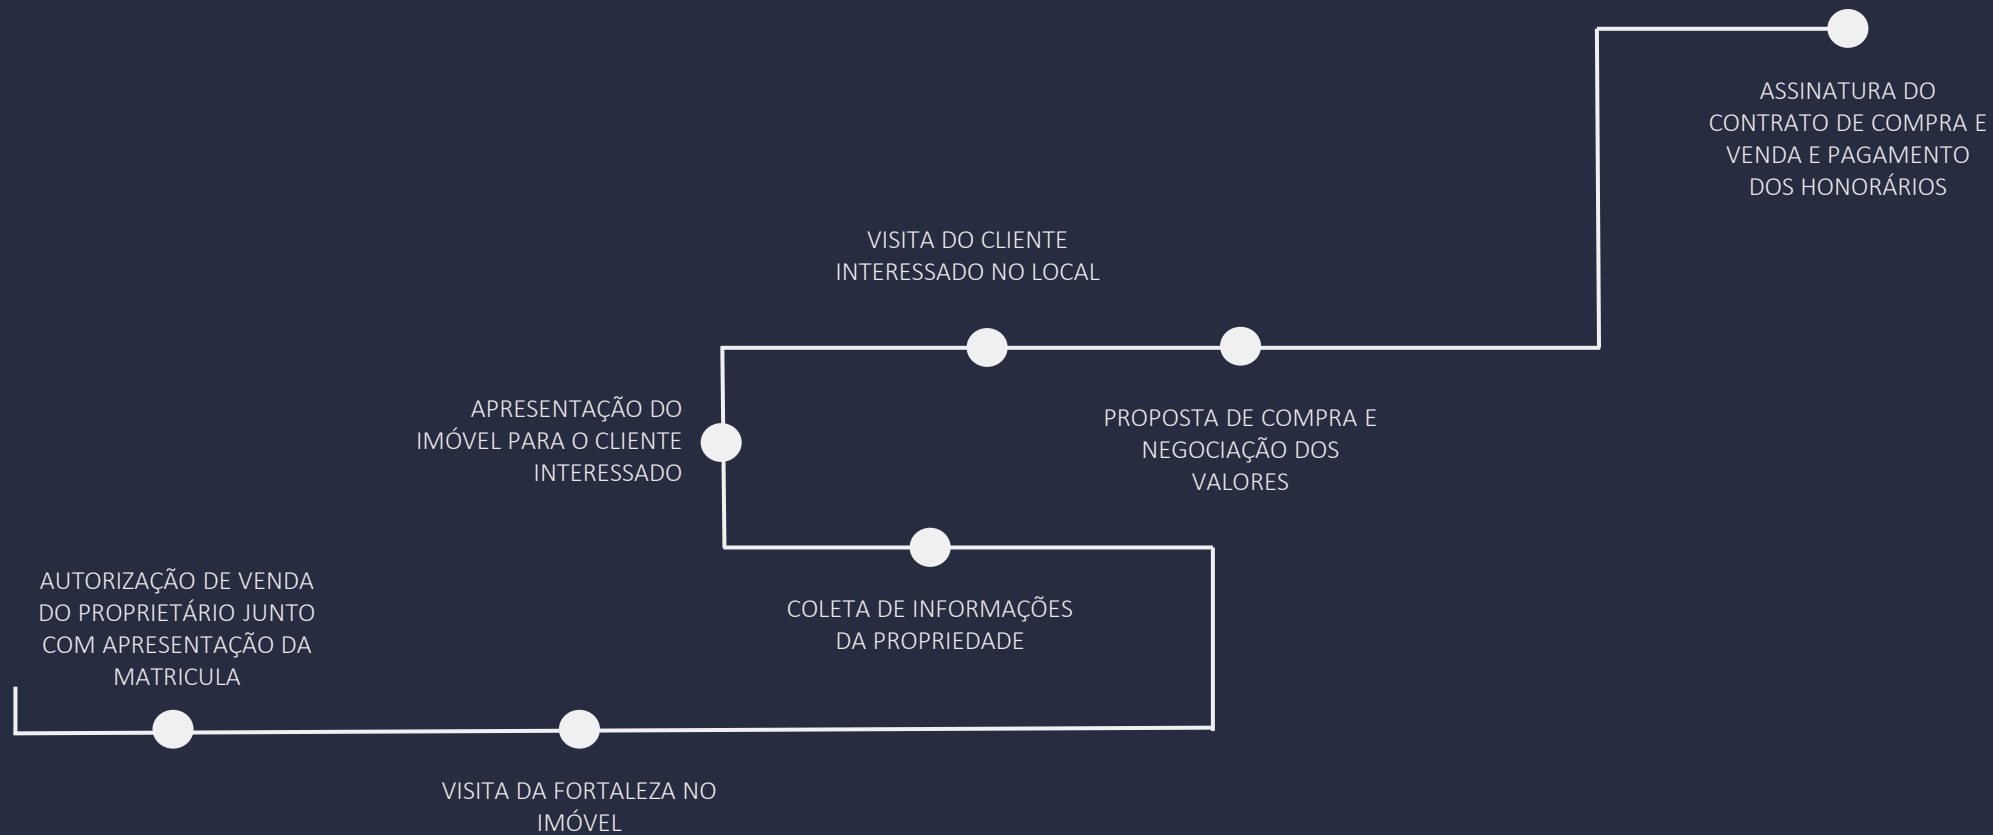 ASSINATURA DO
CONTRATO DE COMPRA E
VENDA E PAGAMENTO
DOS HONORÁRIOS
VISITA DO CLIENTE
INTERESSADO NO LOCAL
APRESENTAÇÃO DO
IMÓVEL PARA O CLIENTE
INTERESSADO
PROPOSTA DE COMPRA E
NEGOCIAÇÃO DOS
VALORES
AUTORIZAÇÃO DE VENDA
DO PROPRIETÁRIO JUNTO
COM APRESENTAÇÃO DA
MATRICULA
COLETA DE INFORMAÇÕES
DA PROPRIEDADE
VISITA DA FORTALEZA NO
IMÓVEL